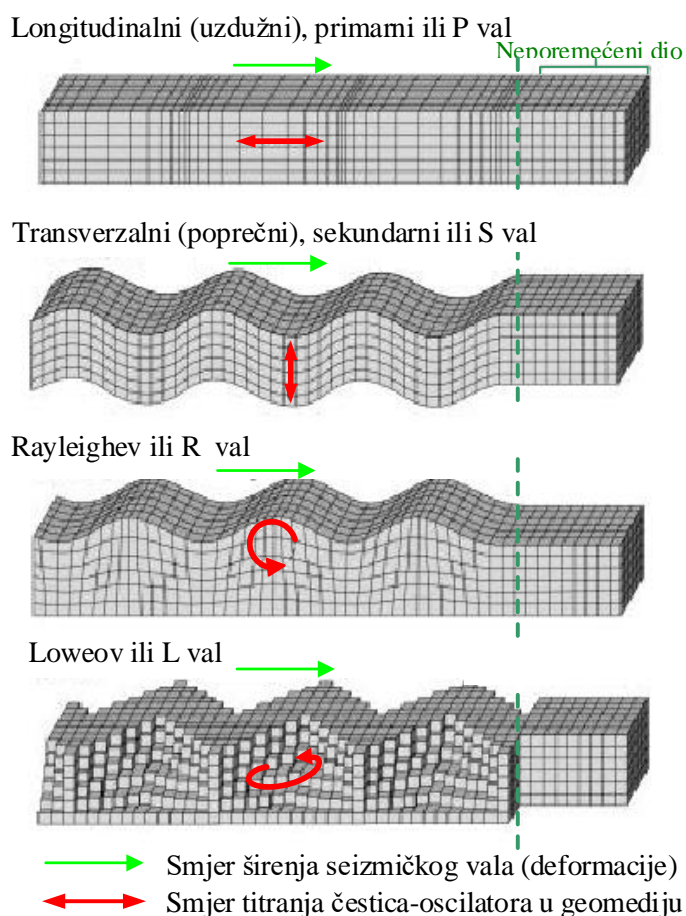 Longitudinalni (uzdužni), primarni ili P val
Neporemećeni dio
Transverzalni (poprečni), sekundarni ili S val
Rayleighev ili R val
Loweov ili L val
Smjer širenja seizmičkog vala (deformacije)
Smjer titranja čestica-oscilatora u geomediju